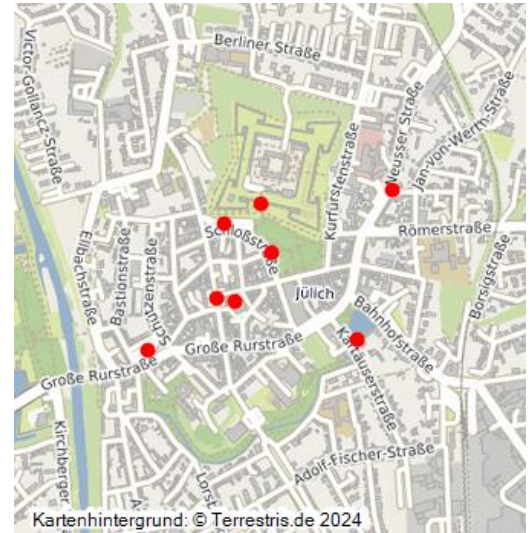 Berliner Straße
Victor-Gollancz-Straße
Neusser Straße
Jan-von-Werth-Straße
Kurfürstenstraße
Schloßstraße
Römerstraße
Ellbachstraße
Bastionstraße
Schützenstraße
Borsigstraße
Jülich
Bahnhofstraße
Große Rurstraße
Große Rurstraße
Kartäuserstraße
Kirchberger
Adolf-Fischer-Straße
Lorst
Kartenhintergrund: © Terrestris.de 2024